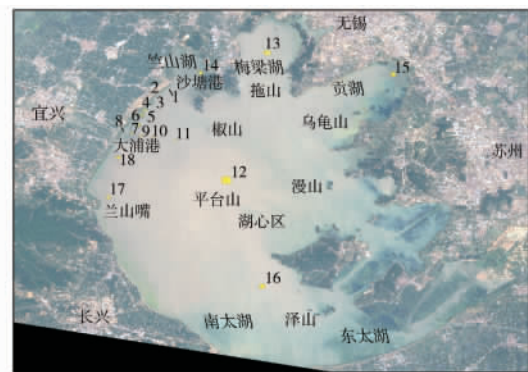 无锡
13
竺山湖 14
梅梁湖
15
沙塘港
拖山
贡湖
2
1
4 3
宜兴
6 5
乌龟山
8
7 9 10 11
椒山
苏州
大浦港
18
12
漫山
17
平台山
兰山嘴
湖心区
16
长兴
南太湖
泽山
东太湖